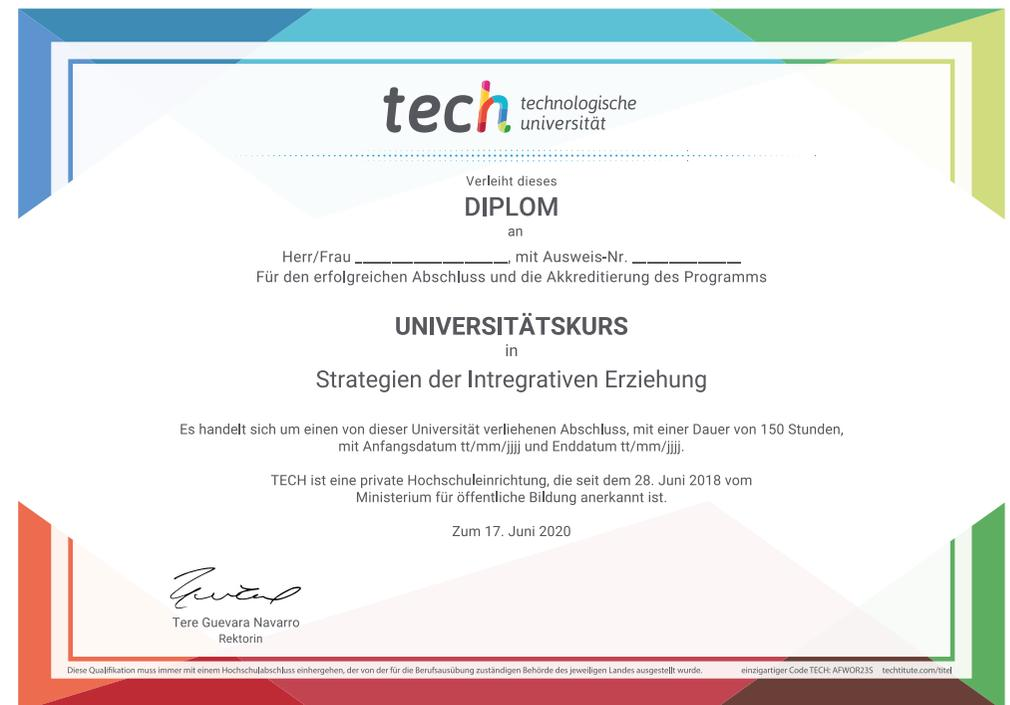 tech technologische
universität
Verleiht dieses
DIPLOM
an
Herr/Frau ___________________, mit Ausweis-Nr. ______________
Für den erfolgreichen Abschluss und die Akkreditierung des Programms
UNIVERSITÄTSKURS
in
Strategien der Intregrativen Erziehung
Es handelt sich um einen von dieser Universität verliehenen Abschluss, mit einer Dauer von 150 Stunden,
mit Anfangsdatum tt/mm/jjjj und Enddatum tt/mm/jjjj.
TECH ist eine private Hochschuleinrichtung, die seit dem 28. Juni 2018 vom
Ministerium für öffentliche Bildung anerkannt ist.
Zum 17. Juni 2020
Tere Guevara Navarro
Rektorin
Diese Qualifikation muss immer mit einem Hochschulabschluss einhergehen, der von der für die Berufsausübung zuständigen Behörde des jeweiligen Landes ausgestellt wurde. einzigartiger Code TECH: AFWOR23S techtitute.com/titel